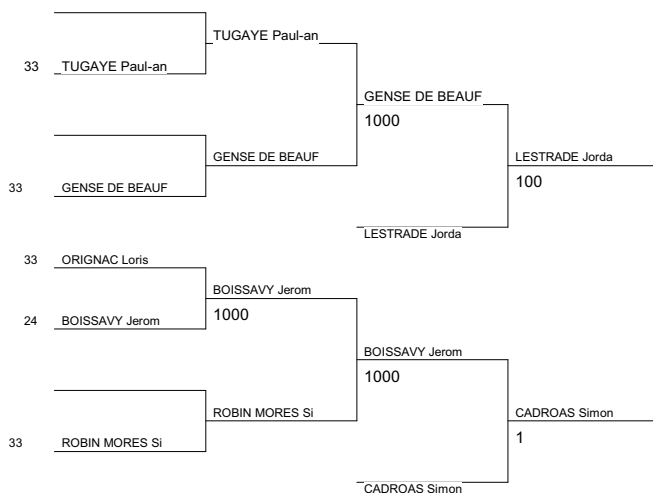 TUGAYE Paul-an
33 TUGAYE Paul-an
GENSE DE BEAUF
1000
GENSE DE BEAUF
LESTRADE Jorda
100
33 GENSE DE BEAUF
LESTRADE Jorda
33 ORIGNAC Loris
BOISSAVY Jerom
1000
24 BOISSAVY Jerom
BOISSAVY Jerom
1000
ROBIN MORES Si
CADROAS Simon
1
33 ROBIN MORES Si
CADROAS Simon